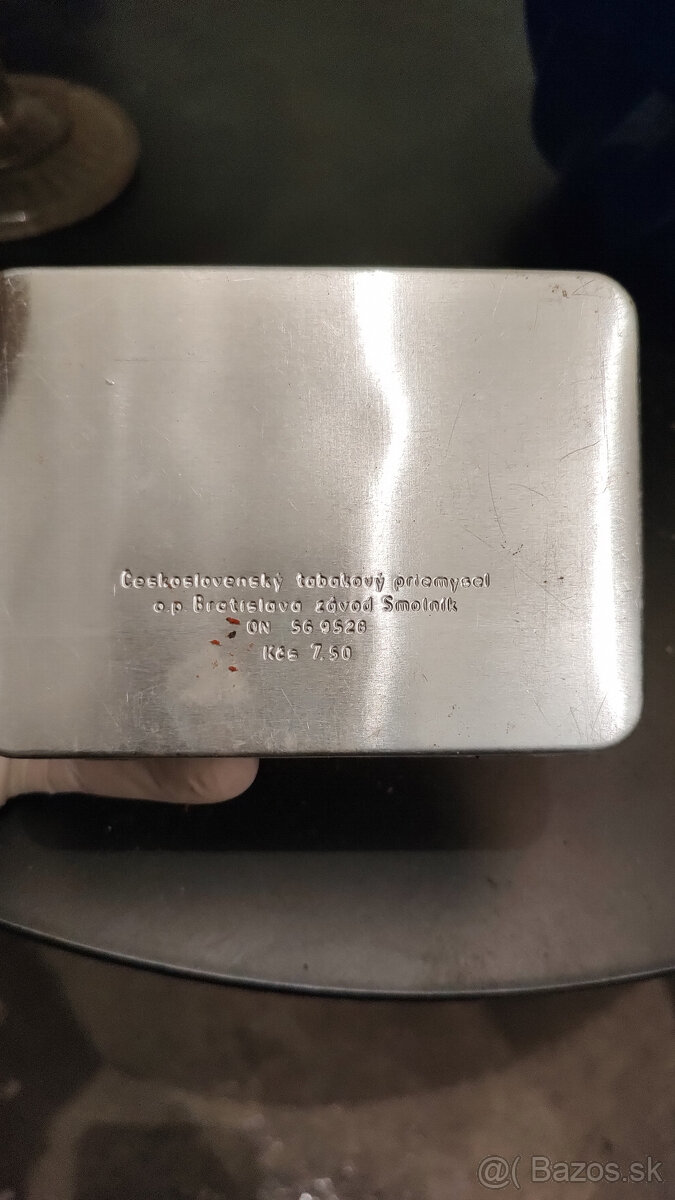 Československý tabakový priemysel
o.p. Bratislava závod Smolník
ON 56 9528
Kčs 7,50
@( Bazos.sk